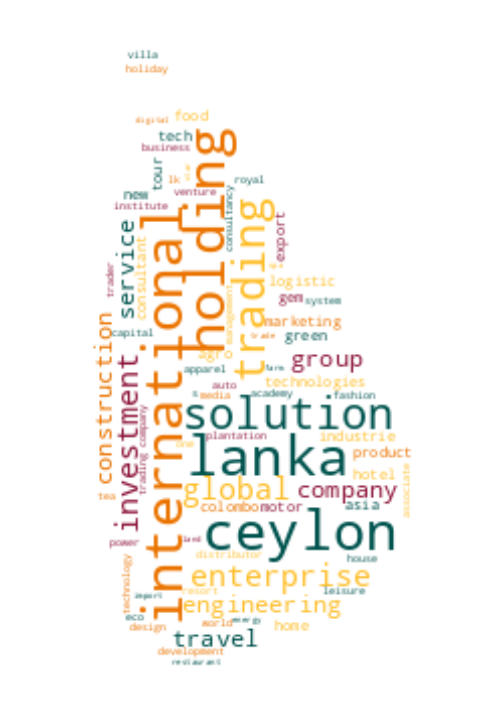 villa
holiday
digital
food
tech
business
tour
lk
holding
royal
new
venture
institute
consultancy
trading
export
international
service
consultant
trader
logistic
gem
system
management
marketing
construction
capital
trade
green
agro
group
investment
apparel
farm
technologies
auto
s
media
academy
fashion
solution
trading company
plantation
industrie
one
lanka
product
hotel
associate
global
company
tea
colombo
motor
asia
ceylon
power
land
distributor
house
technology
enterprise
resort
leisure
import
engineering
eco
design
world
energy
home
travel
development
restaurant